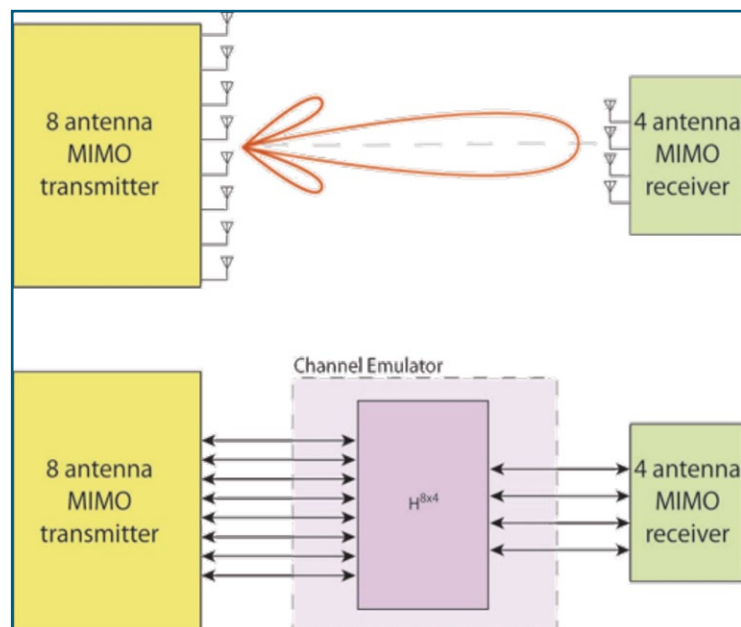 8 antenna
MIMO
transmitter
4 antenna
MIMO
receiver
Channel Emulator
8 antenna
MIMO
transmitter
H8x4
4 antenna
MIMO
receiver